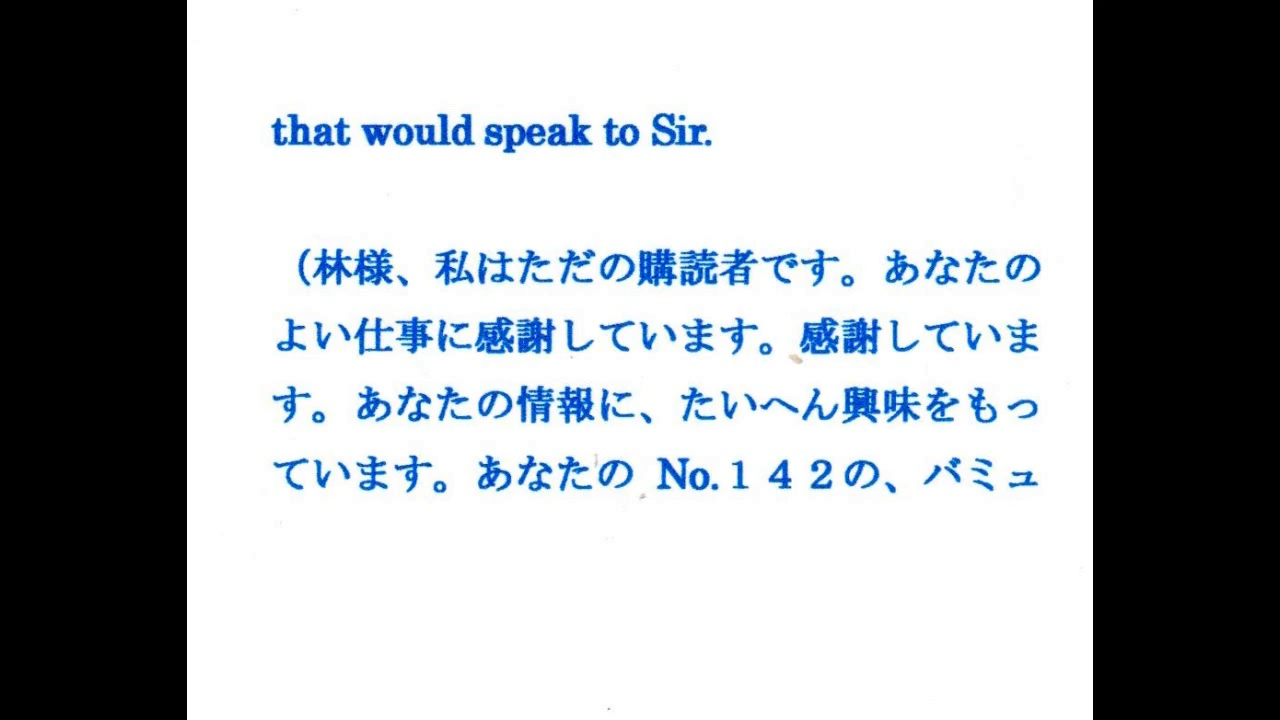 that would speak to Sir.
（林様、私はただの購読者です。あなたの
よい仕事に感謝しています。感謝していま
す。あなたの情報に、たいへん興味をもっ
ています。あなたの No.１４２の、バミュ